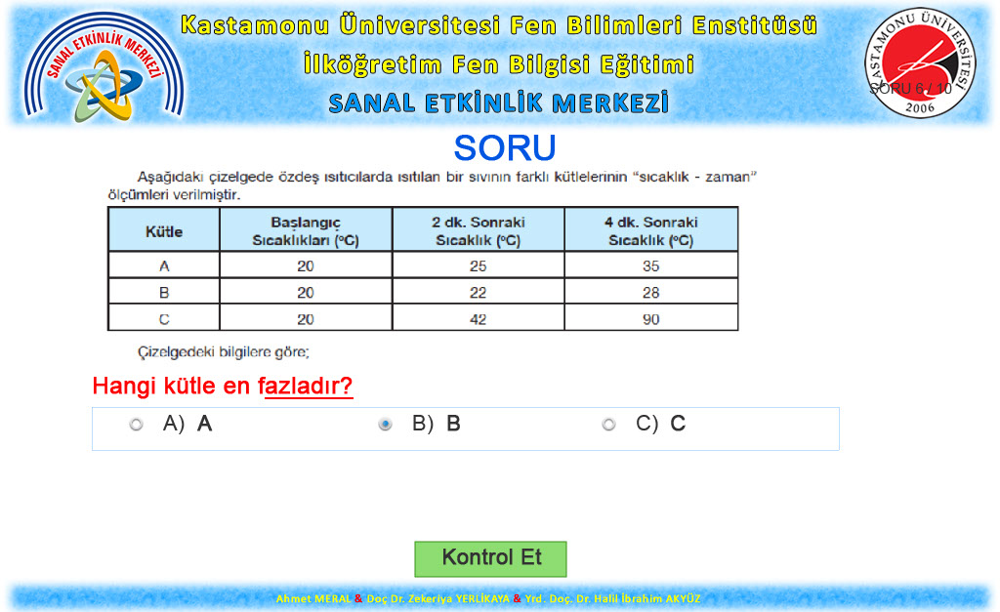 Kastamonu Üniversitesi Fen Bilimleri Enstitüsü
İlköğretim Fen Bilgisi Eğitimi
SANAL ETKİNLİK MERKEZİ
SANAL ETKİNLİK MERKEZİ
KASTAMONU ÜNİVERSİTESİ
SORU 6 / 10
2006
SORU
Aşağıdaki çizelgede özdeş ısıtıcılarda ısıtılan bir sıvının farklı kütlelerinin “sıcaklık - zaman”
ölçümleri verilmiştir.
Kütle Başlangıç Sıcaklıkları (°C) 2 dk. Sonraki Sıcaklık (°C) 4 dk. Sonraki Sıcaklık (°C)
A 20 25 35
B 20 22 28
C 20 42 90
Çizelgedeki bilgilere göre;
Hangi kütle en fazladır?
A) A B) B C) C
Kontrol Et
Ahmet MERAL & Doç Dr. Zekeriya YERLİKAYA & Yrd. Doç. Dr. Halil İbrahim AKYÜZ